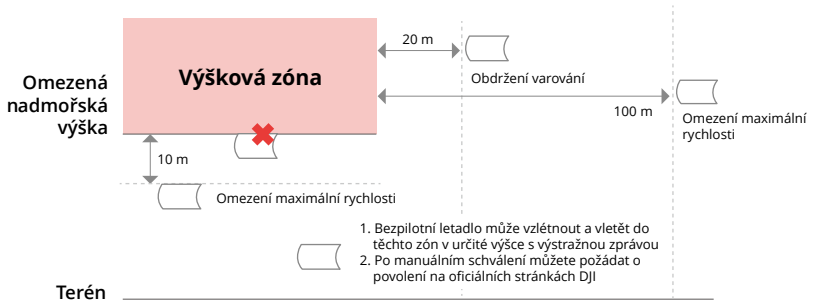 20 m
Výšková zóna
Obdržení varování
Omezená
nadmořská
výška
100 m
Omezení maximální
rychlosti
10 m
Omezení maximální rychlosti
1. Bezpilotní letadlo může vzlétnout a vletět do
těchto zón v určité výšce s výstražnou zprávou
2. Po manuálním schválení můžete požádat o
povolení na oficiálních stránkách DJI
Terén